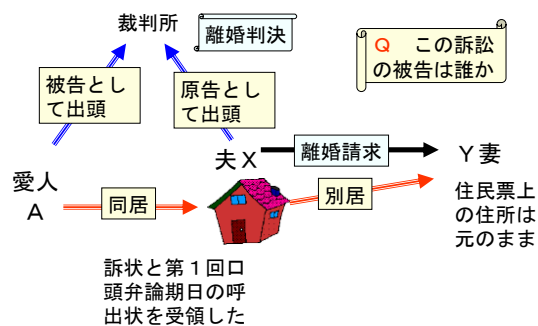 裁判所
離婚判決
Q この訴訟
の被告は誰か
被告とし
て出頭
原告とし
て出頭
夫X
離婚請求
Y妻
愛人
A
同居
別居
住民票上
の住所は
元のまま
訴状と第1回口
頭弁論期日の呼
出状を受領した